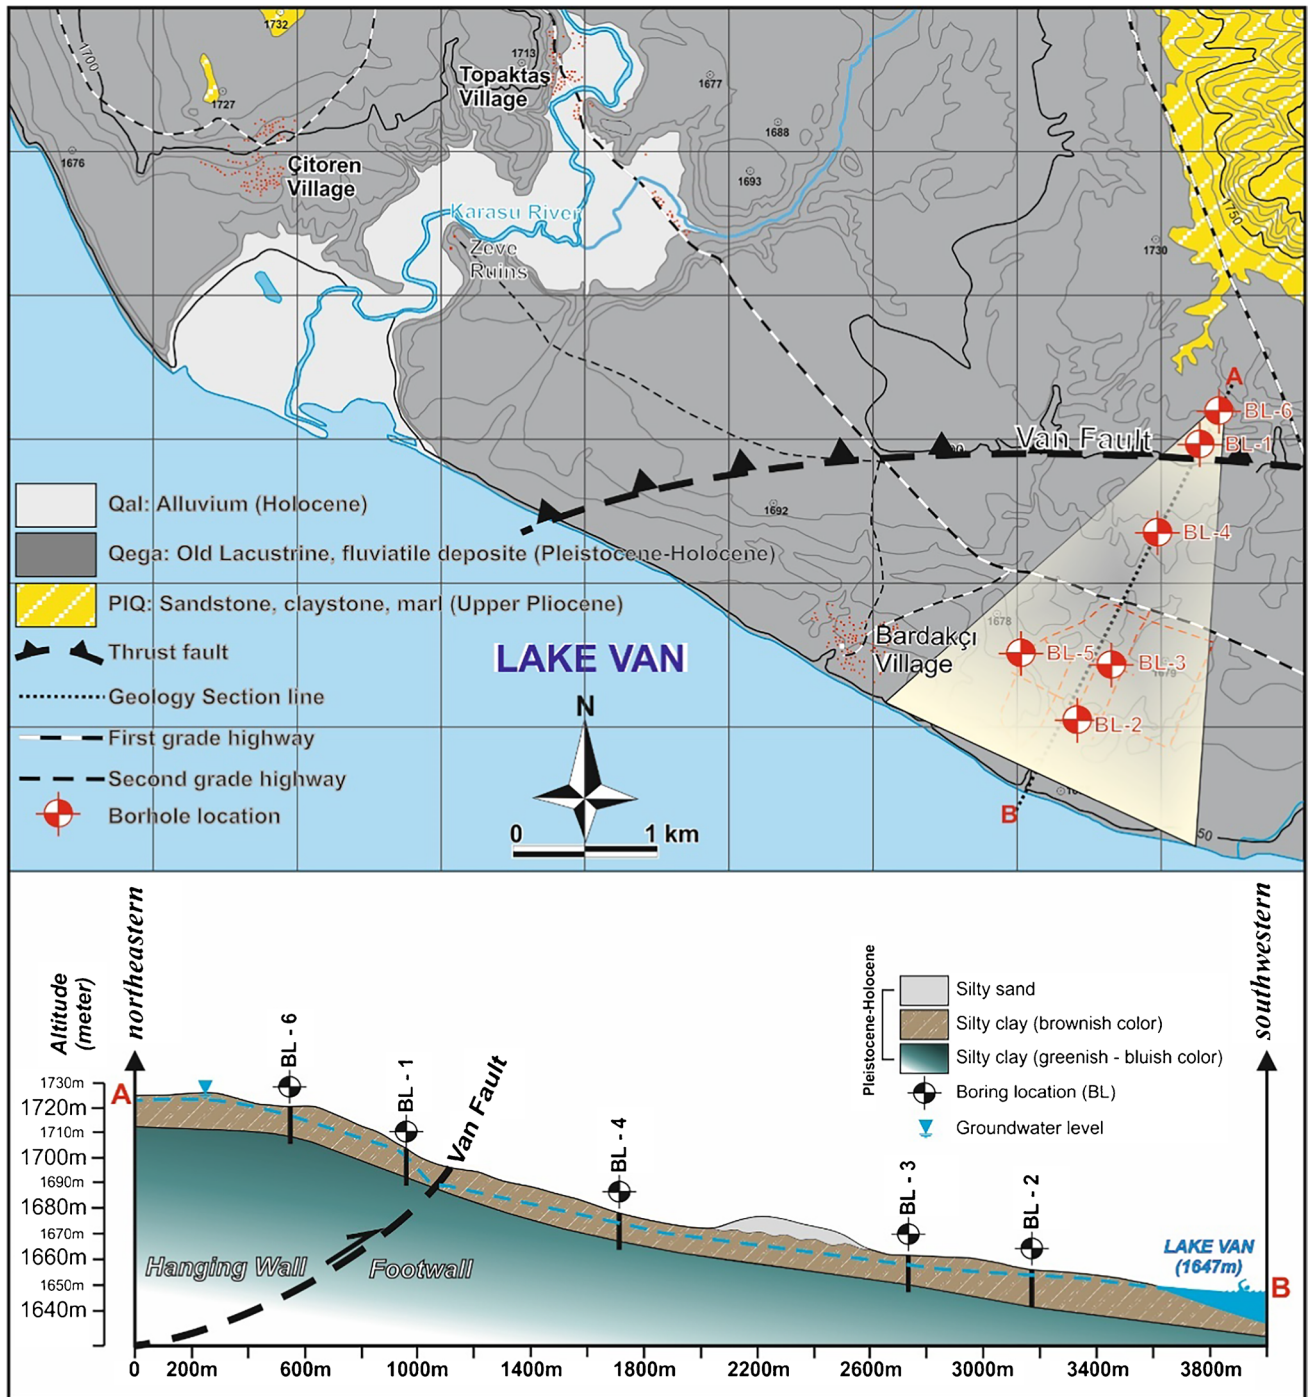 1732
1700
1713
Topaktaş
Village
1677
1727
1688
1676
Çitoren
Village
1693
1750
Karasu River
Zeve
Ruins
1730
A
BL-6
Van Fault
BL-1
Qal: Alluvium (Holocene)
1692
BL-4
Qega: Old Lacustrine, fluviatile deposite (Pleistocene-Holocene)
PIQ: Sandstone, claystone, marl (Upper Pliocene)
1678
Bardakçı
Village
Thrust fault
LAKE VAN
BL-5
BL-3
1679
Geology Section line
N
BL-2
First grade highway
Second grade highway
Borhole location
B
0 1 km
50
Altitude
(meter)
northeastern
southwestern
Pleistocene-Holocene
Silty sand
Silty clay (brownish color)
Silty clay (greenish - bluish color)
Boring location (BL)
Groundwater level
BL - 6
BL - 1
Van Fault
BL - 4
BL - 3
BL - 2
A
1730m
1720m
1710m
1700m
1690m
1680m
1670m
1660m
1650m
1640m
Hanging Wall
Footwall
LAKE VAN
(1647m)
B
0 200m 600m 1000m 1400m 1800m 2200m 2600m 3000m 3400m 3800m